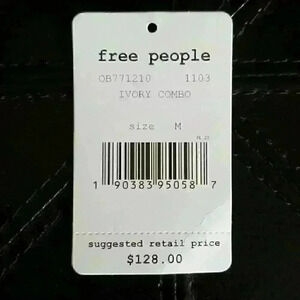 free people
OB771210 1103
IVORY COMBO
size M
1 90383 95058 7
suggested retail price
$128.00